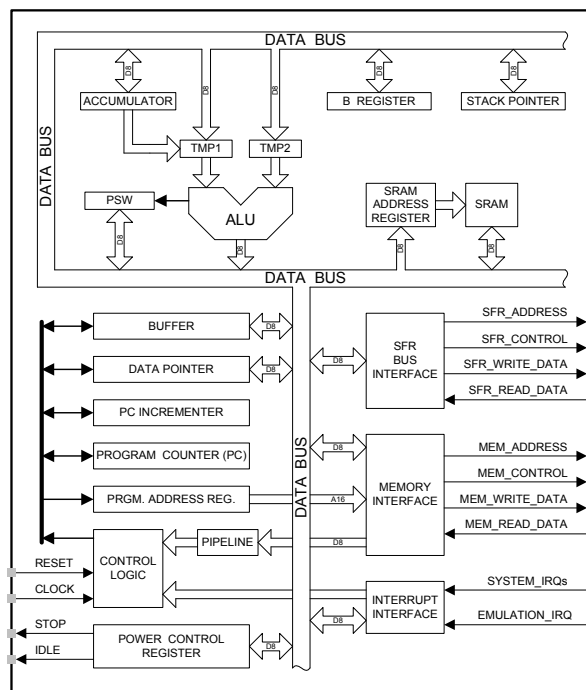 DATA BUS
D8
D8
D8
D8
D8
ACCUMULATOR
B REGISTER
STACK POINTER
DATA BUS
TMP1
TMP2
PSW
ALU
SRAM
ADDRESS
REGISTER
SRAM
D8
D8
D8
D8
DATA BUS
BUFFER
D8
DATA POINTER
D8
PC INCREMENTER
PROGRAM COUNTER (PC)
PRGM. ADDRESS REG.
A16
DATA BUS
D8
SFR
BUS
INTERFACE
SFR_ADDRESS
SFR_CONTROL
SFR_WRITE_DATA
SFR_READ_DATA
D8
MEMORY
INTERFACE
MEM_ADDRESS
MEM_CONTROL
MEM_WRITE_DATA
MEM_READ_DATA
CONTROL
LOGIC
PIPELINE
D8
RESET
CLOCK
INTERRUPT
INTERFACE
SYSTEM_IRQs
EMULATION_IRQ
D8
STOP
IDLE
POWER CONTROL
REGISTER
D8